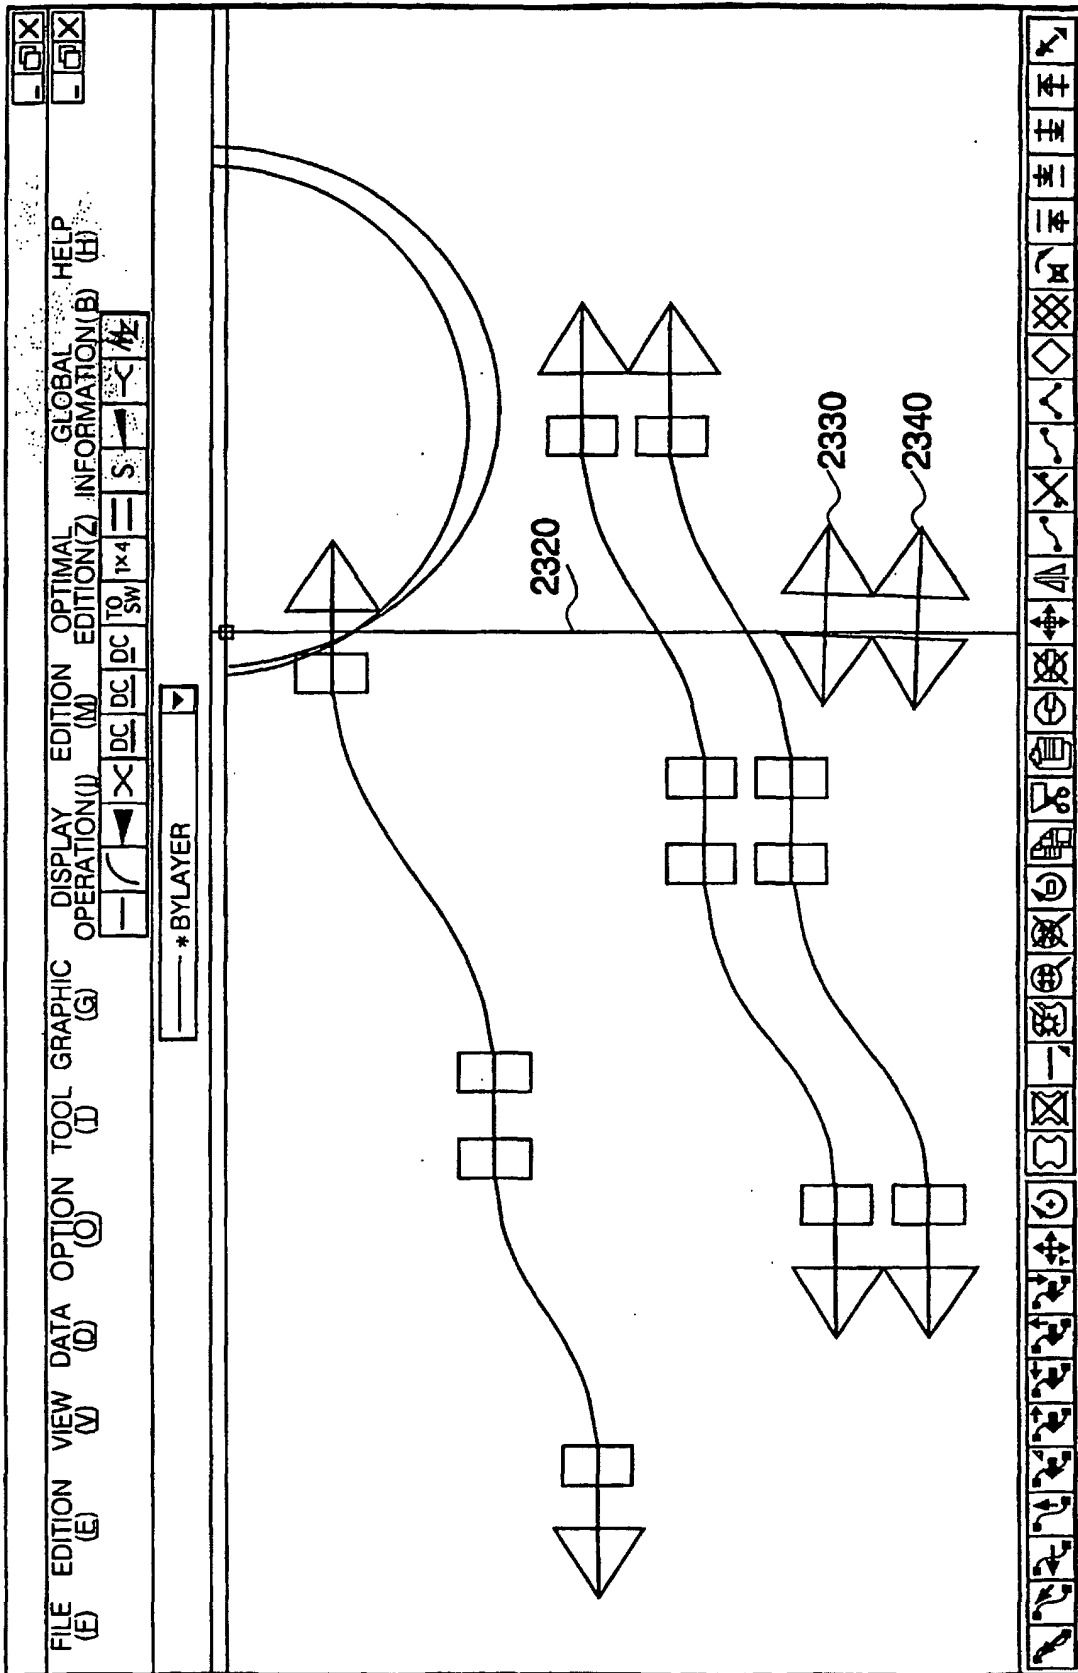 FILE EDITION VIEW DATA OPTION TOOL GRAPHIC DISPLAY EDITION OPTIMAL GLOBAL HELP
(F) (E) (V) (D) (O) (T) (G) OPERATION(I) (M) EDITION(Z) INFORMATION(B) (H)
DC DC DC TO SW 1×4 S
*BYLAYER
2320
2330
2340